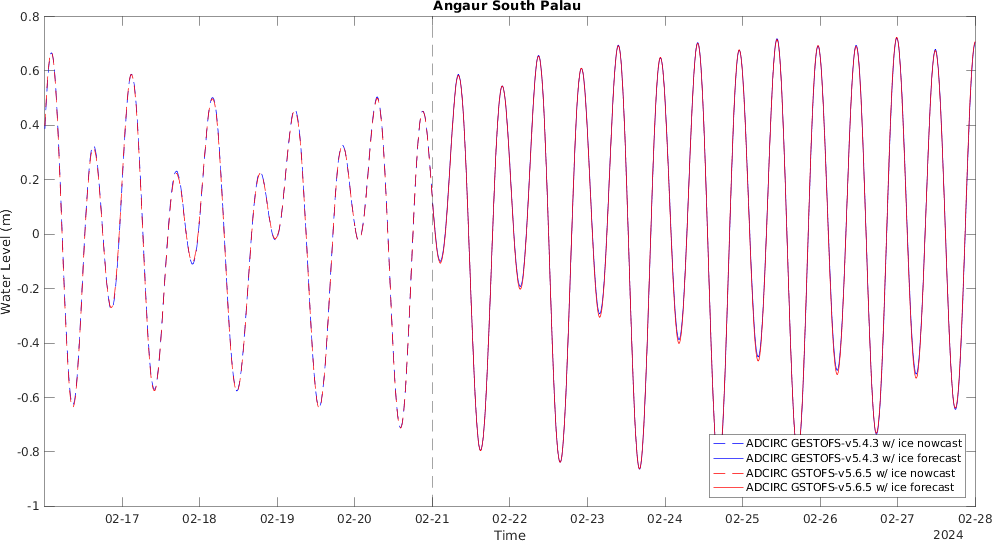 Angaur South Palau
0.8
0.6
0.4
0.2
0
-0.2
-0.4
-0.6
-0.8
-1
Water Level (m)
ADCIRC GESTOFS-v5.4.3 w/ ice nowcast
ADCIRC GESTOFS-v5.4.3 w/ ice forecast
ADCIRC GSTOFS-v5.6.5 w/ ice nowcast
ADCIRC GSTOFS-v5.6.5 w/ ice forecast
02-17 02-18 02-19 02-20 02-21 02-22 02-23 02-24 02-25 02-26 02-27 02-28
Time
2024